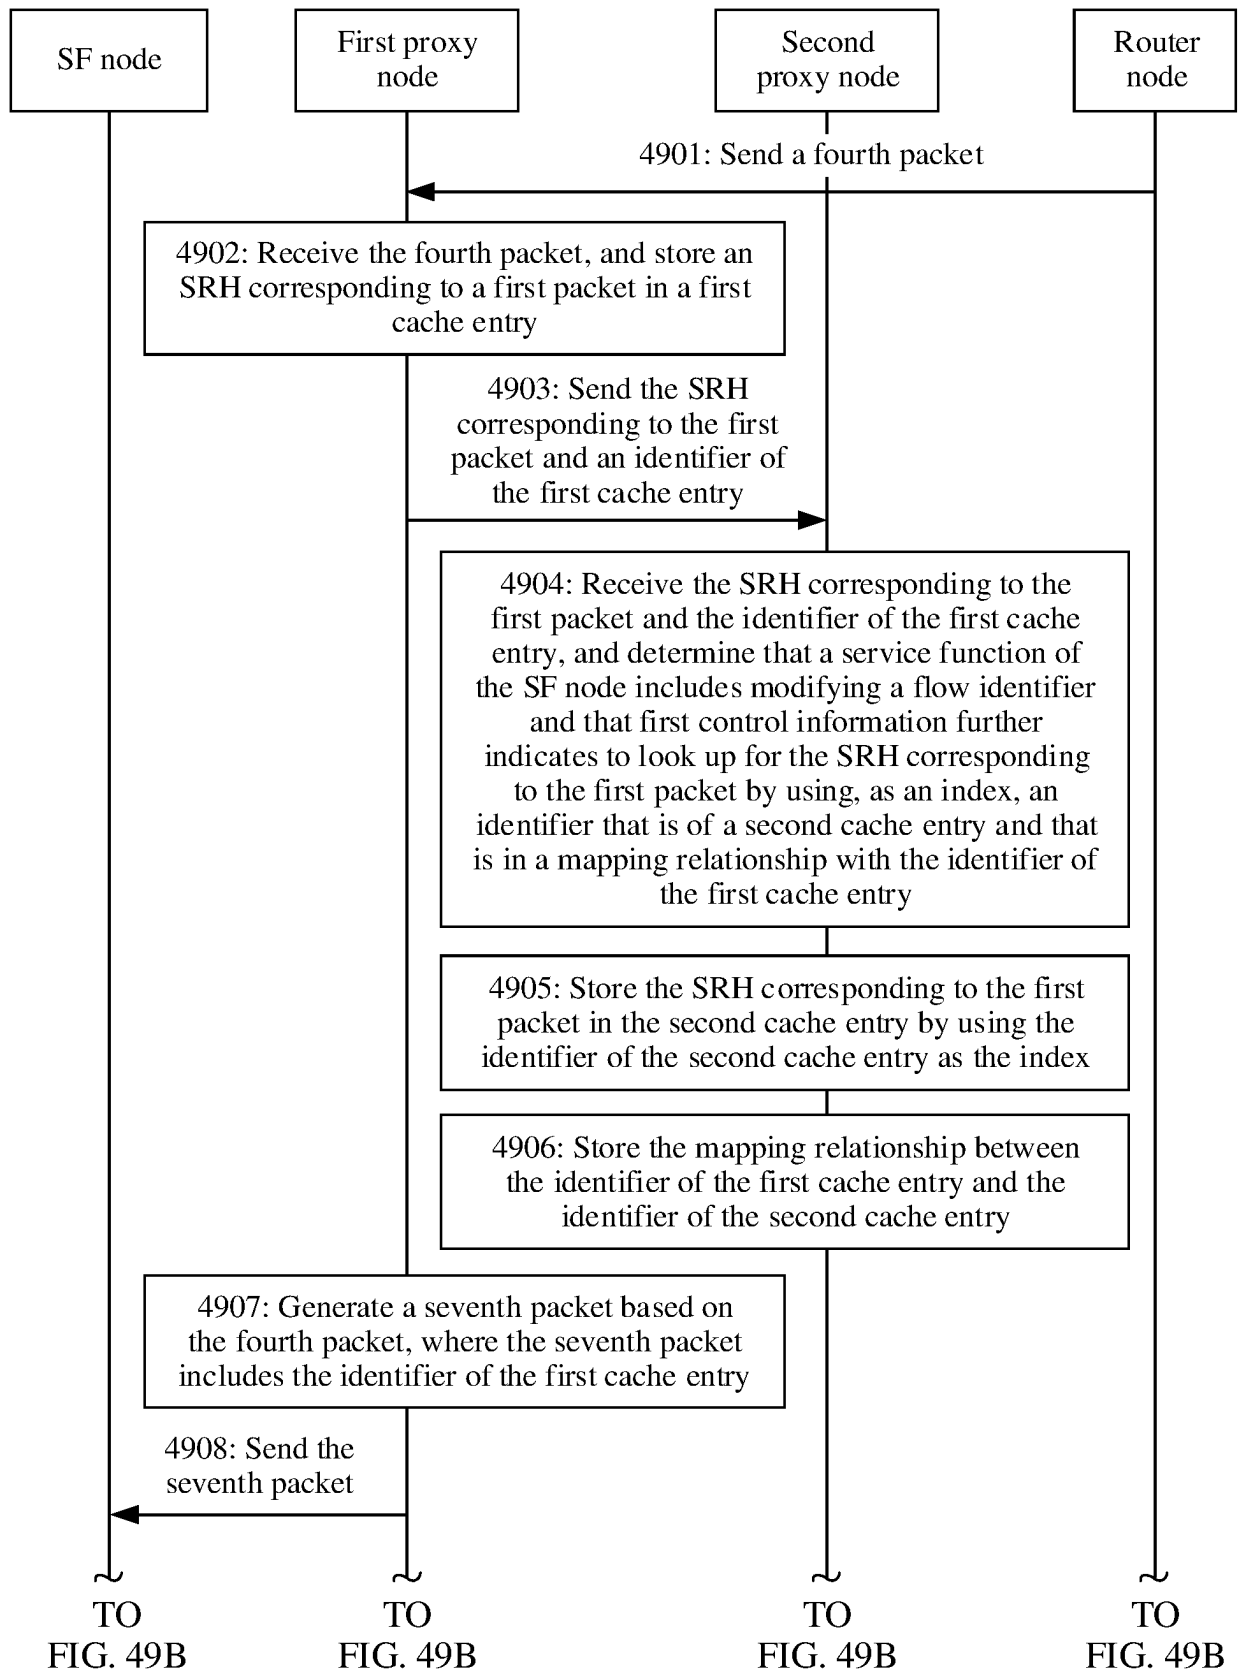 SF node
First proxy
node
Second
proxy node
Router
node
4901: Send a fourth packet
4902: Receive the fourth packet, and store an
SRH corresponding to a first packet in a first
cache entry
4903: Send the SRH
corresponding to the first
packet and an identifier of
the first cache entry
4904: Receive the SRH corresponding to the
first packet and the identifier of the first cache
entry, and determine that a service function of
the SF node includes modifying a flow identifier
and that first control information further
indicates to look up for the SRH corresponding
to the first packet by using, as an index, an
identifier that is of a second cache entry and that
is in a mapping relationship with the identifier of
the first cache entry
4905: Store the SRH corresponding to the first
packet in the second cache entry by using the
identifier of the second cache entry as the index
4906: Store the mapping relationship between
the identifier of the first cache entry and the
identifier of the second cache entry
4907: Generate a seventh packet based on
the fourth packet, where the seventh packet
includes the identifier of the first cache entry
4908: Send the
seventh packet
TO
FIG. 49B
TO
FIG. 49B
TO
FIG. 49B
TO
FIG. 49B